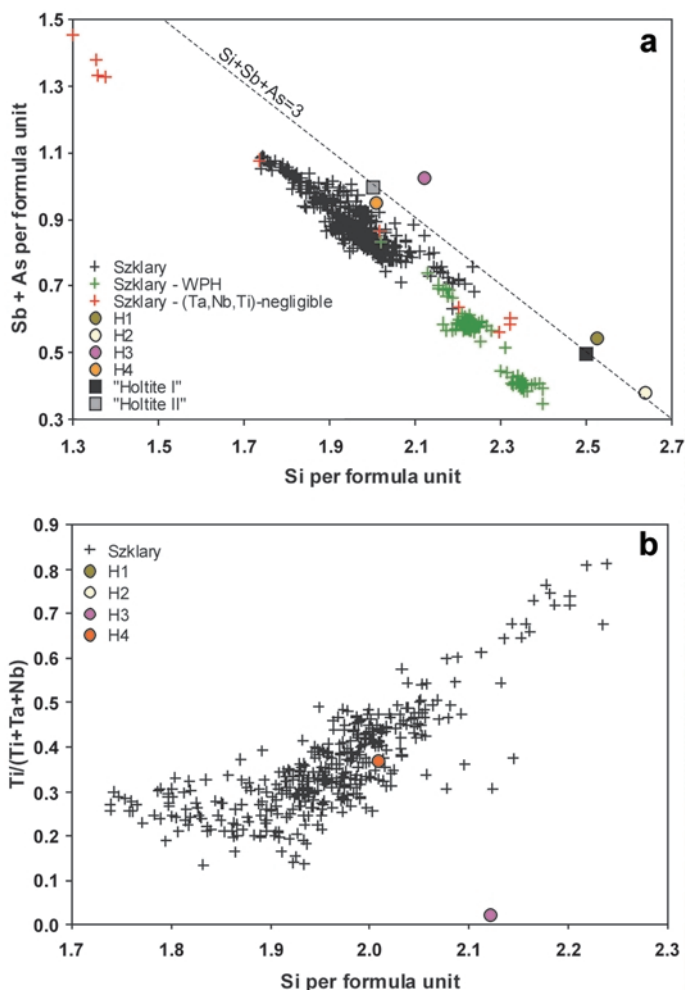 a
Sb + As per formula unit
1.5
1.3
1.1
0.9
0.7
0.5
0.3
Si+Sb+As=3
Szklary
Szklary - WPH
Szklary - (Ta,Nb,Ti)-negligible
H1
H2
H3
H4
"Holtite I"
"Holtite II"
1.3 1.5 1.7 1.9 2.1 2.3 2.5 2.7
Si per formula unit
b
Ti/(Ti+Ta+Nb)
0.9
0.8
0.7
0.6
0.5
0.4
0.3
0.2
0.1
0.0
Szklary
H1
H2
H3
H4
1.7 1.8 1.9 2.0 2.1 2.2 2.3
Si per formula unit